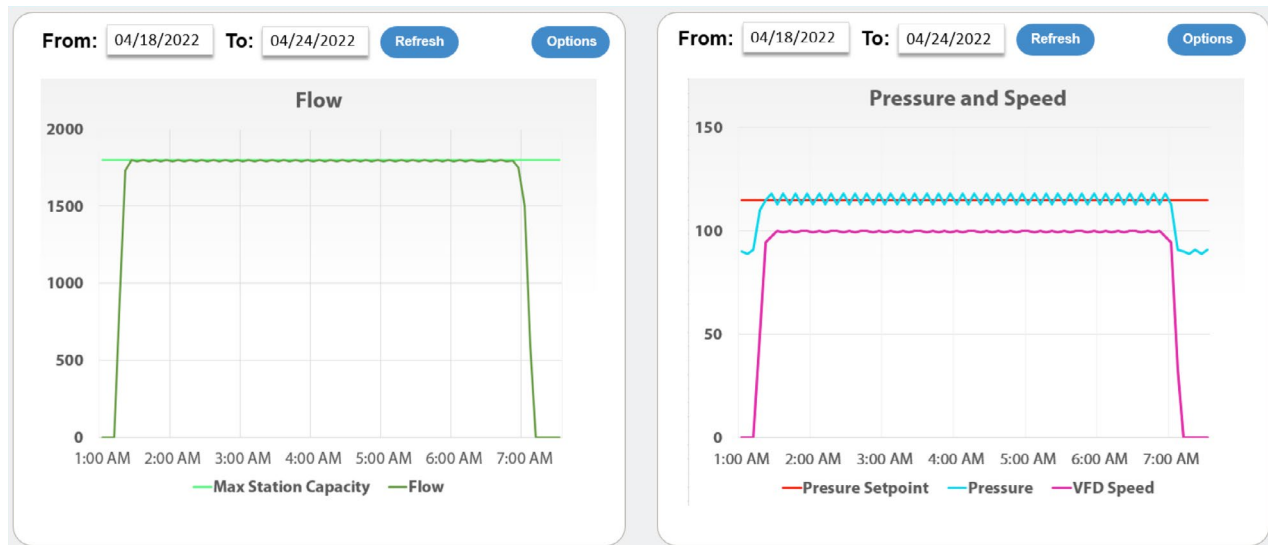 From: 04/18/2022 To: 04/24/2022 Refresh Options
Flow
2000
1500
1000
500
0
1:00 AM 2:00 AM 3:00 AM 4:00 AM 5:00 AM 6:00 AM 7:00 AM
Max Station Capacity Flow
From: 04/18/2022 To: 04/24/2022 Refresh Options
Pressure and Speed
150
100
50
0
1:00 AM 2:00 AM 3:00 AM 4:00 AM 5:00 AM 6:00 AM 7:00 AM
Presure Setpoint Pressure VFD Speed